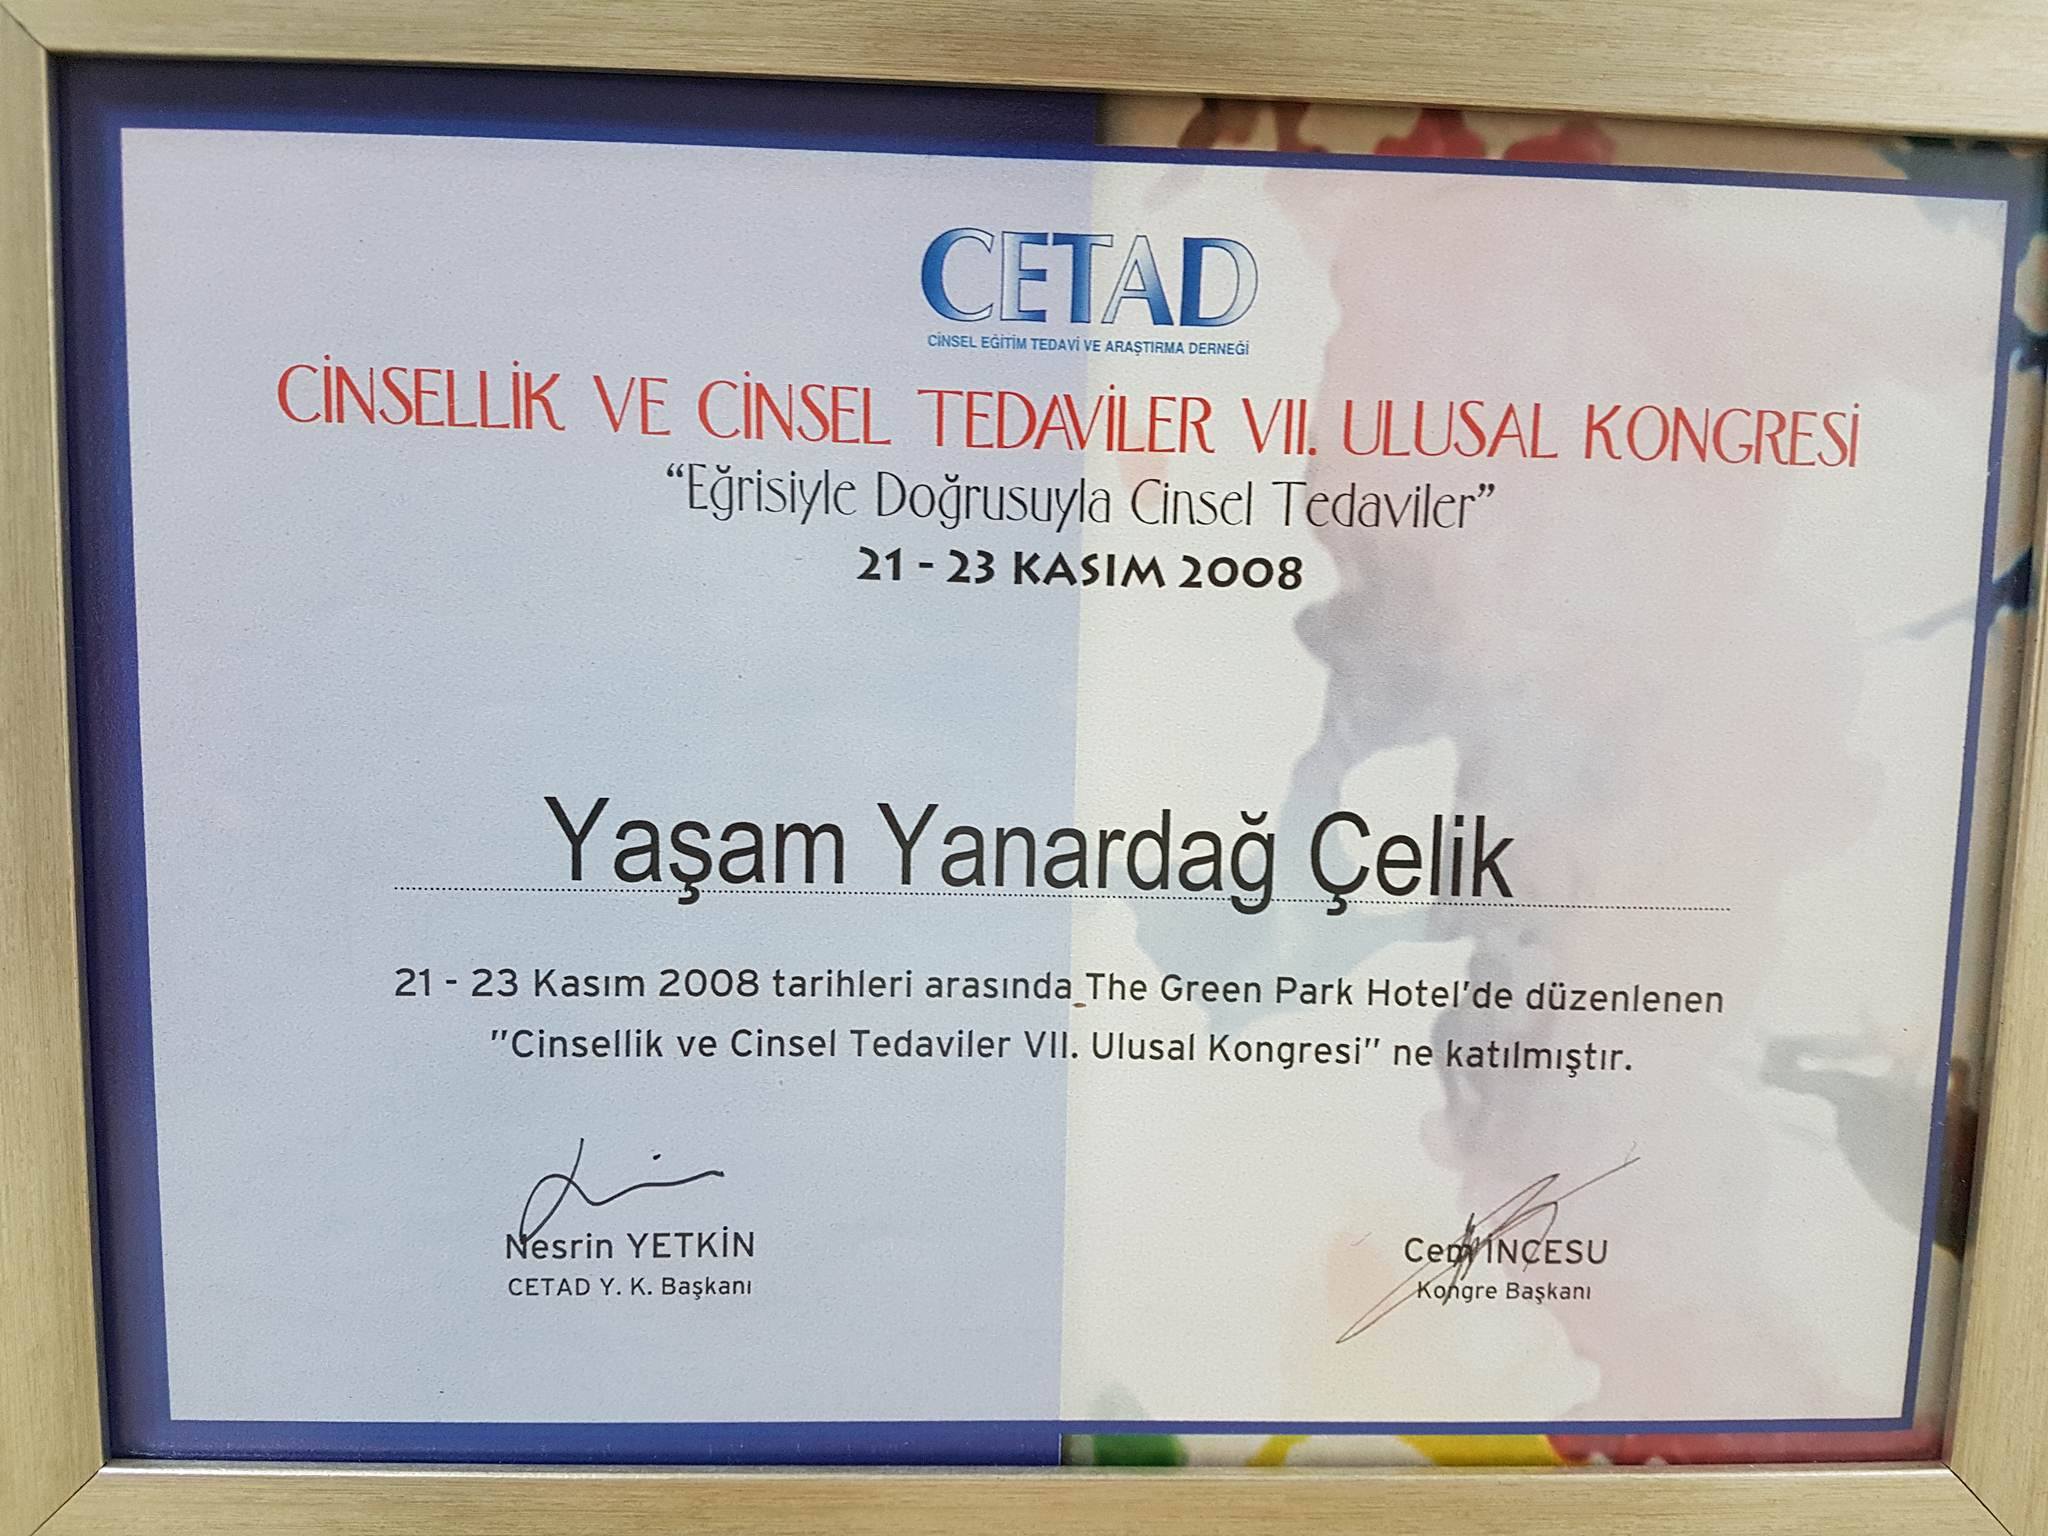 CETAD
CİNSEL EĞİTİM TEDAVİ VE ARAŞTIRMA DERNEĞİ
CİNSELLİK VE CİNSEL TEDAVİLER VII. ULUSAL KONGRESİ
“Eğrisiyle Doğrusuyla Cinsel Tedaviler”
21 - 23 KASIM 2008
Yaşam Yanardağ Çelik
21 - 23 Kasım 2008 tarihleri arasında The Green Park Hotel'de düzenlenen
"Cinsellik ve Cinsel Tedaviler VII. Ulusal Kongresi" ne katılmıştır.
Nesrin YETKİN
CETAD Y. K. Başkanı
Cem İNCESU
Kongre Başkanı